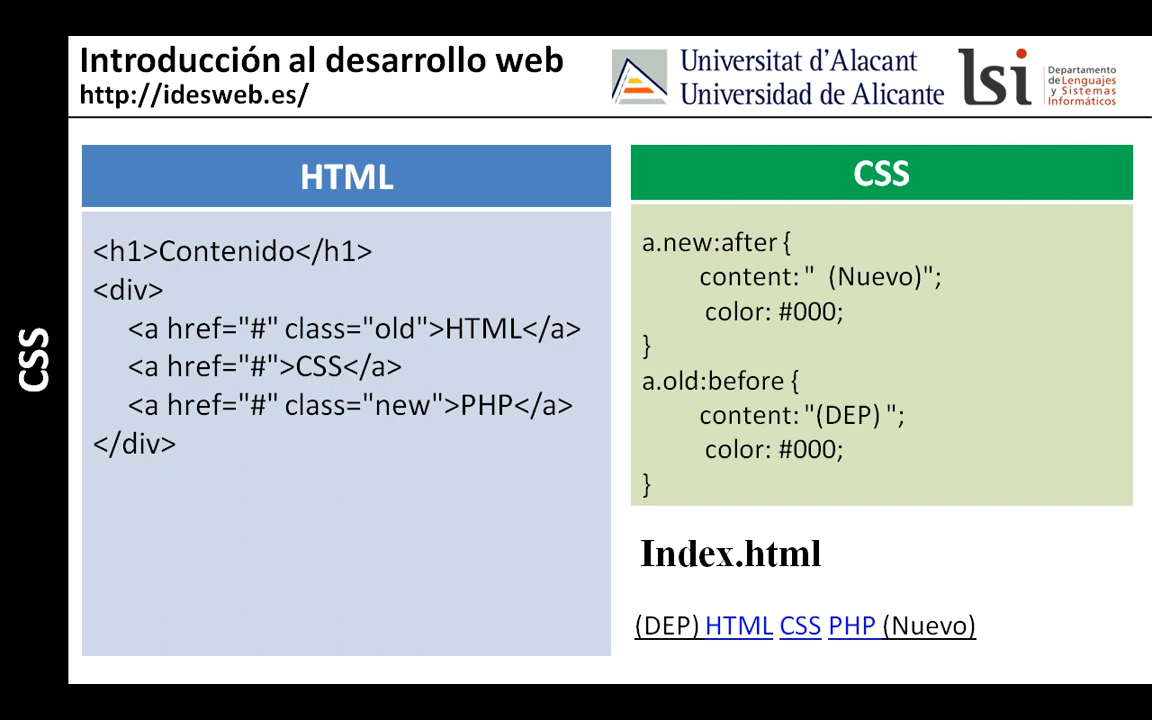 Introducción al desarrollo web
http://idesweb.es/
Universitat d'Alacant
Universidad de Alicante
lsi
Departamento
de Lenguajes
y Sistemas
Informáticos
CSS
HTML
<h1>Contenido</h1>
<div>
<a href="#" class="old">HTML</a>
<a href="#">CSS</a>
<a href="#" class="new">PHP</a>
</div>
CSS
a.new:after {
content: "  (Nuevo)";
color: #000;
}
a.old:before {
content: "(DEP) ";
color: #000;
}
Index.html
(DEP) HTML CSS PHP (Nuevo)